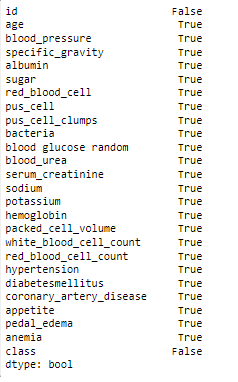 id False
age True
blood_pressure True
specific_gravity True
albumin True
sugar True
red_blood_cell True
pus_cell True
pus_cell_clumps True
bacteria True
blood glucose random True
blood_urea True
serum_creatinine True
sodium True
potassium True
hemoglobin True
packed_cell_volume True
white_blood_cell_count True
red_blood_cell_count True
hypertension True
diabetesmellitus True
coronary_artery_disease True
appetite True
pedal_edema True
anemia True
class False
dtype: bool